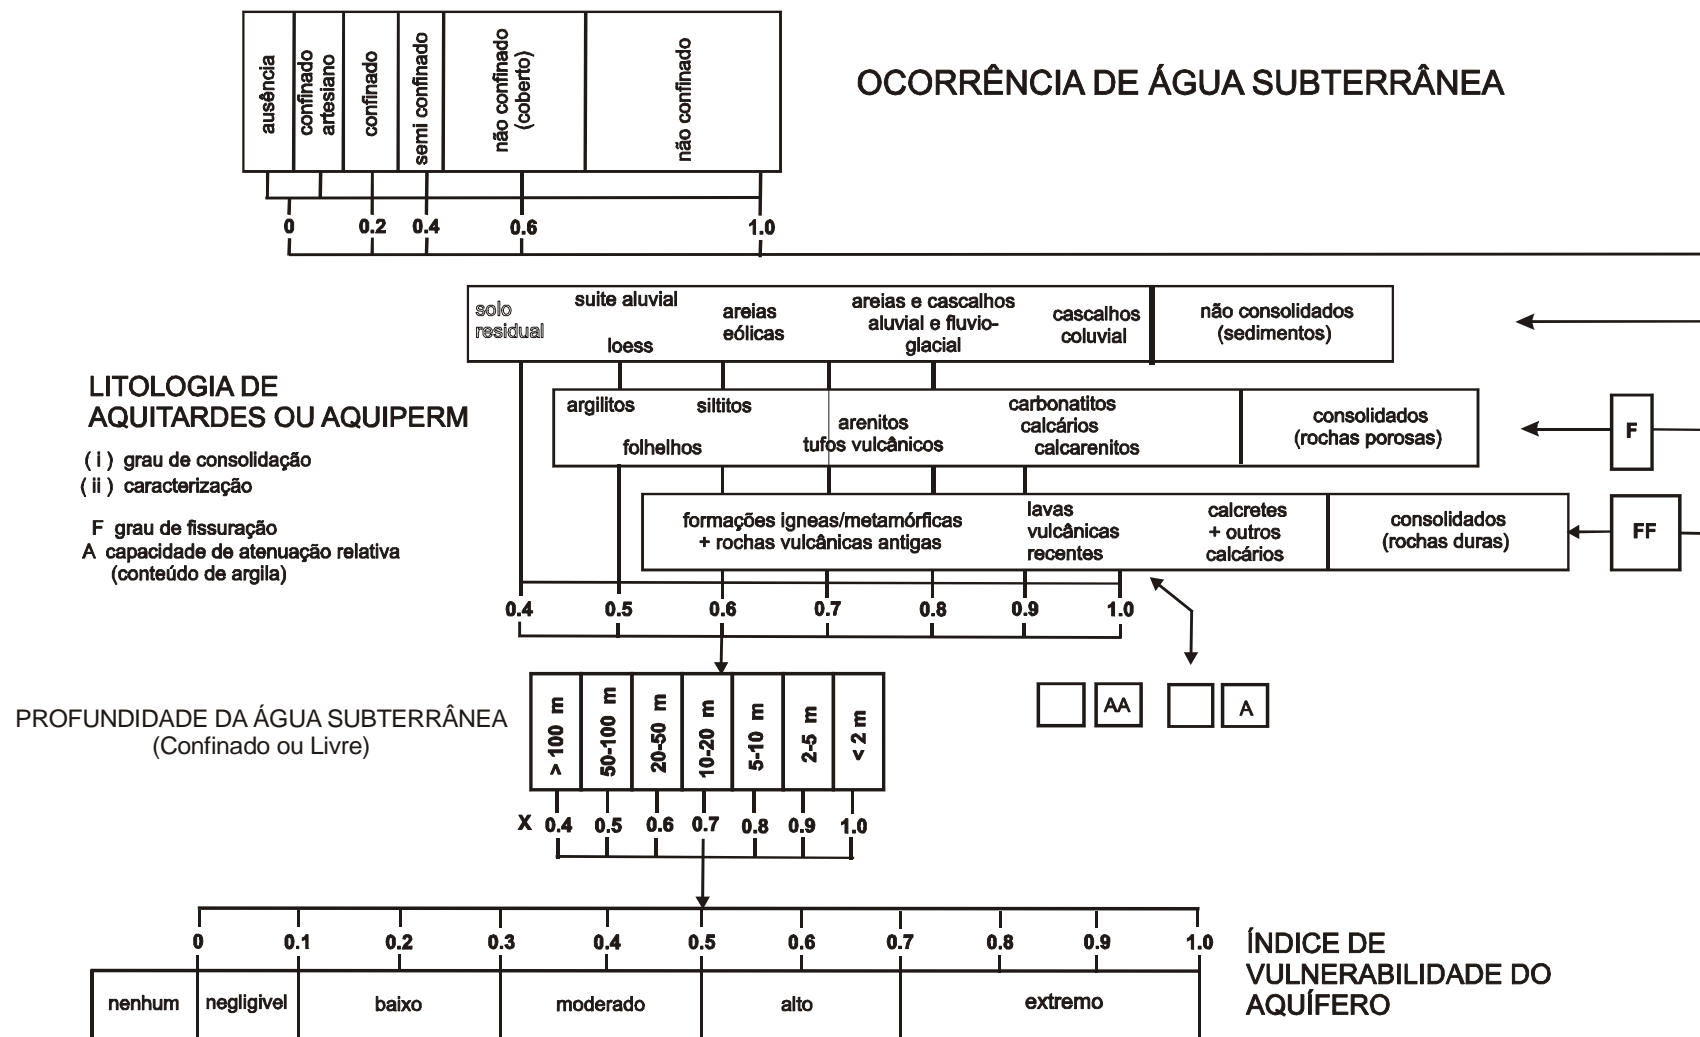 OCORRÊNCIA DE ÁGUA SUBTERRÂNEA
ausência
confinado
artesiano
confinado
semi confinado
não confinado
(coberto)
não confinado
0 0.2 0.4 0.6 1.0
LITOLOGIA DE
AQUITARDES OU AQUIPERM
( i ) grau de consolidação
( ii ) caracterização
F grau de fissuração
A capacidade de atenuação relativa
(conteúdo de argila)
solo
residual
suite aluvial
loess
areias
eólicas
areias e cascalhos
aluvial e fluvio-
glacial
cascalhos
coluvial
não consolidados
(sedimentos)
argilitos
folhelhos
siltitos
arenitos
tufos vulcânicos
carbonatitos
calcários
calcarenitos
consolidados
(rochas porosas)
F
formações igneas/metamórficas
+ rochas vulcânicas antigas
lavas
vulcânicas
recentes
calcretes
+ outros
calcários
consolidados
(rochas duras)
FF
0.4 0.5 0.6 0.7 0.8 0.9 1.0
AA
A
PROFUNDIDADE DA ÁGUA SUBTERRÂNEA
(Confinado ou Livre)
> 100 m
50-100 m
20-50 m
10-20 m
5-10 m
2-5 m
< 2 m
X 0.4 0.5 0.6 0.7 0.8 0.9 1.0
0 0.1 0.2 0.3 0.4 0.5 0.6 0.7 0.8 0.9 1.0
nenhum negligivel baixo moderado alto extremo
ÍNDICE DE
VULNERABILIDADE DO
AQUÍFERO